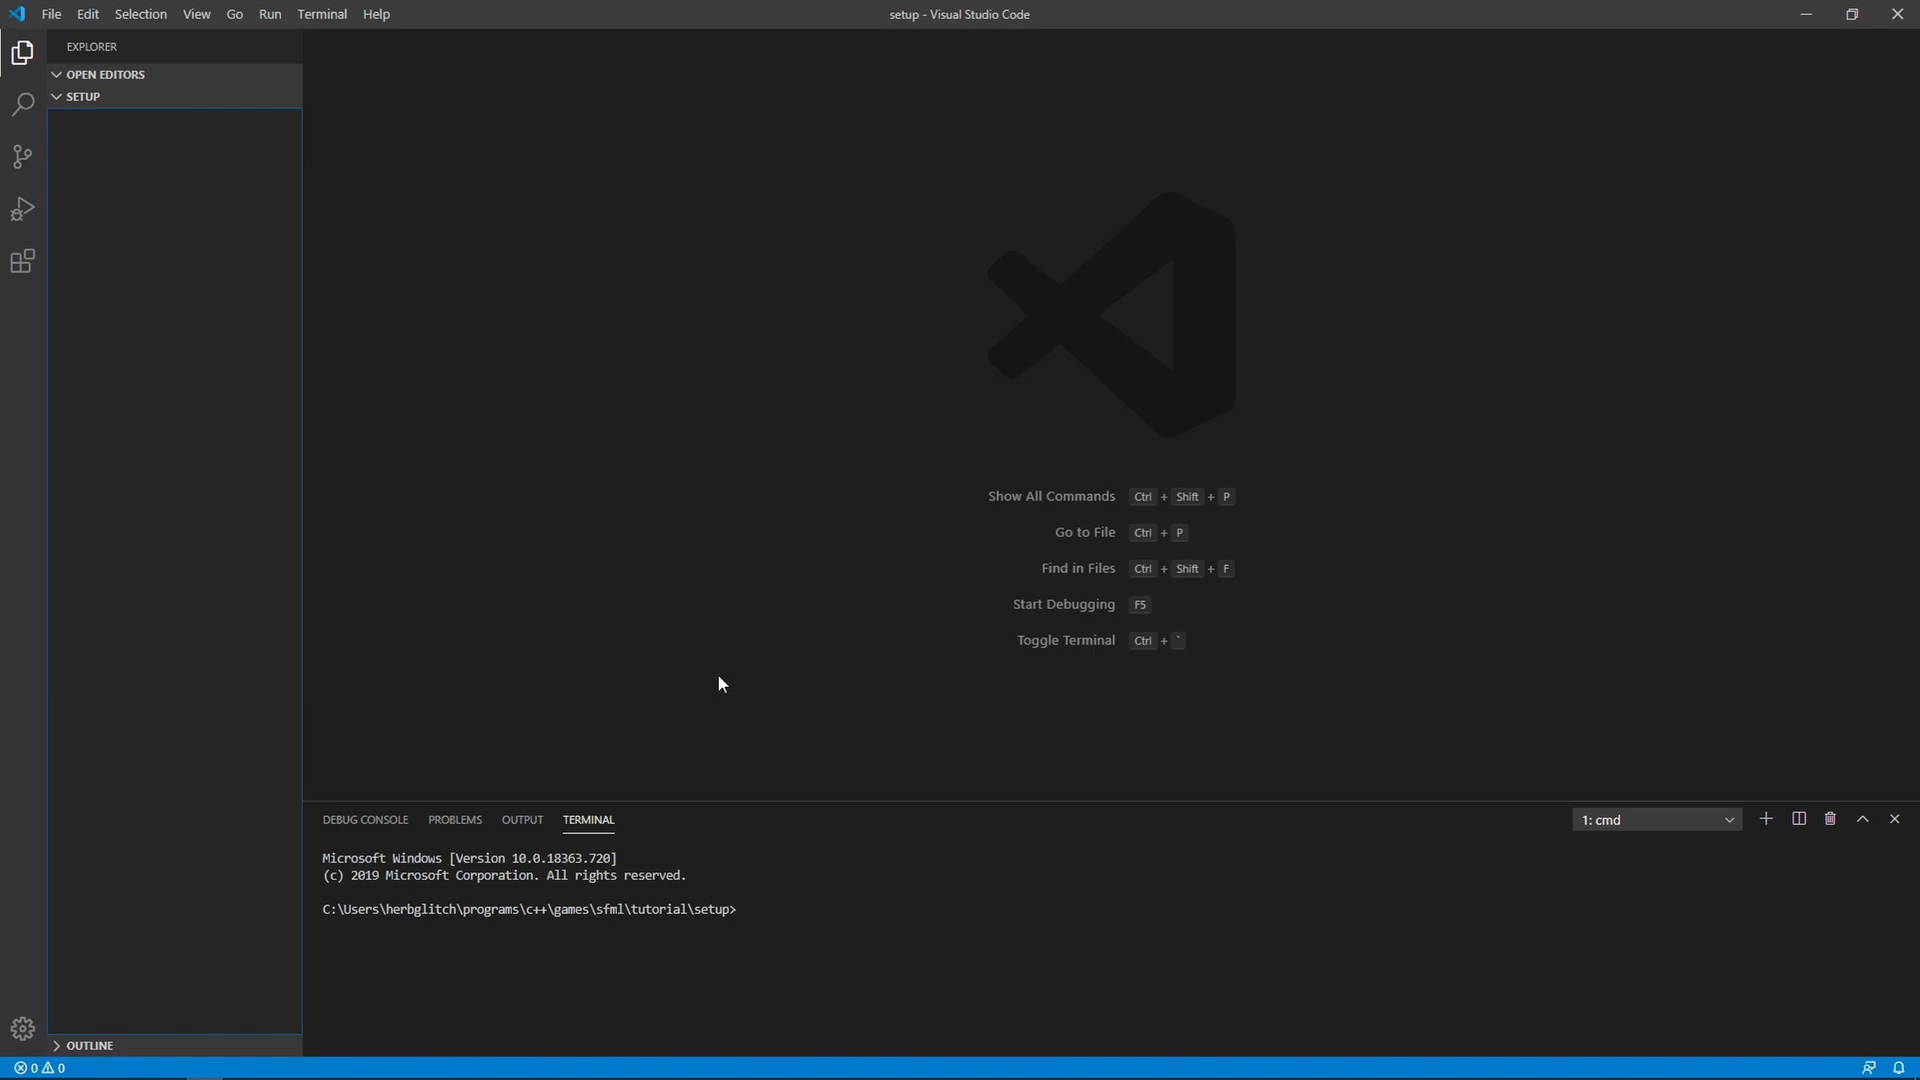 File Edit Selection View Go Run Terminal Help
setup - Visual Studio Code
EXPLORER
OPEN EDITORS
SETUP
Show All Commands Ctrl + Shift + P
Go to File Ctrl + P
Find in Files Ctrl + Shift + F
Start Debugging F5
Toggle Terminal Ctrl + `
DEBUG CONSOLE PROBLEMS OUTPUT TERMINAL
1: cmd
Microsoft Windows [Version 10.0.18363.720]
(c) 2019 Microsoft Corporation. All rights reserved.
C:\Users\herbglitch\programs\c++\games\sfml\tutorial\setup>
OUTLINE
0 0